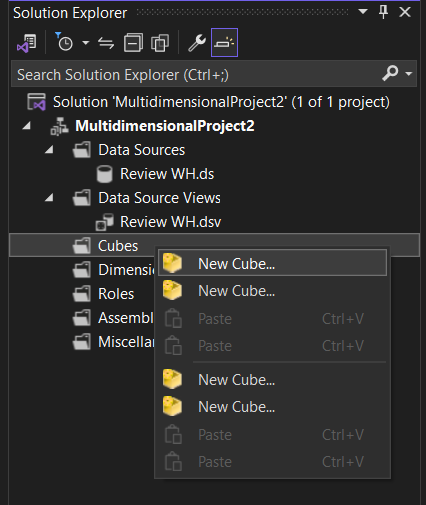 Solution Explorer
Search Solution Explorer (Ctrl+;)
Solution 'MultidimensionalProject2' (1 of 1 project)
MultidimensionalProject2
Data Sources
Review WH.ds
Data Source Views
Review WH.dsv
Cubes
New Cube...
Dimensi
New Cube...
Roles
Paste Ctrl+V
Assembl
Paste Ctrl+V
Miscella
New Cube...
New Cube...
Paste Ctrl+V
Paste Ctrl+V